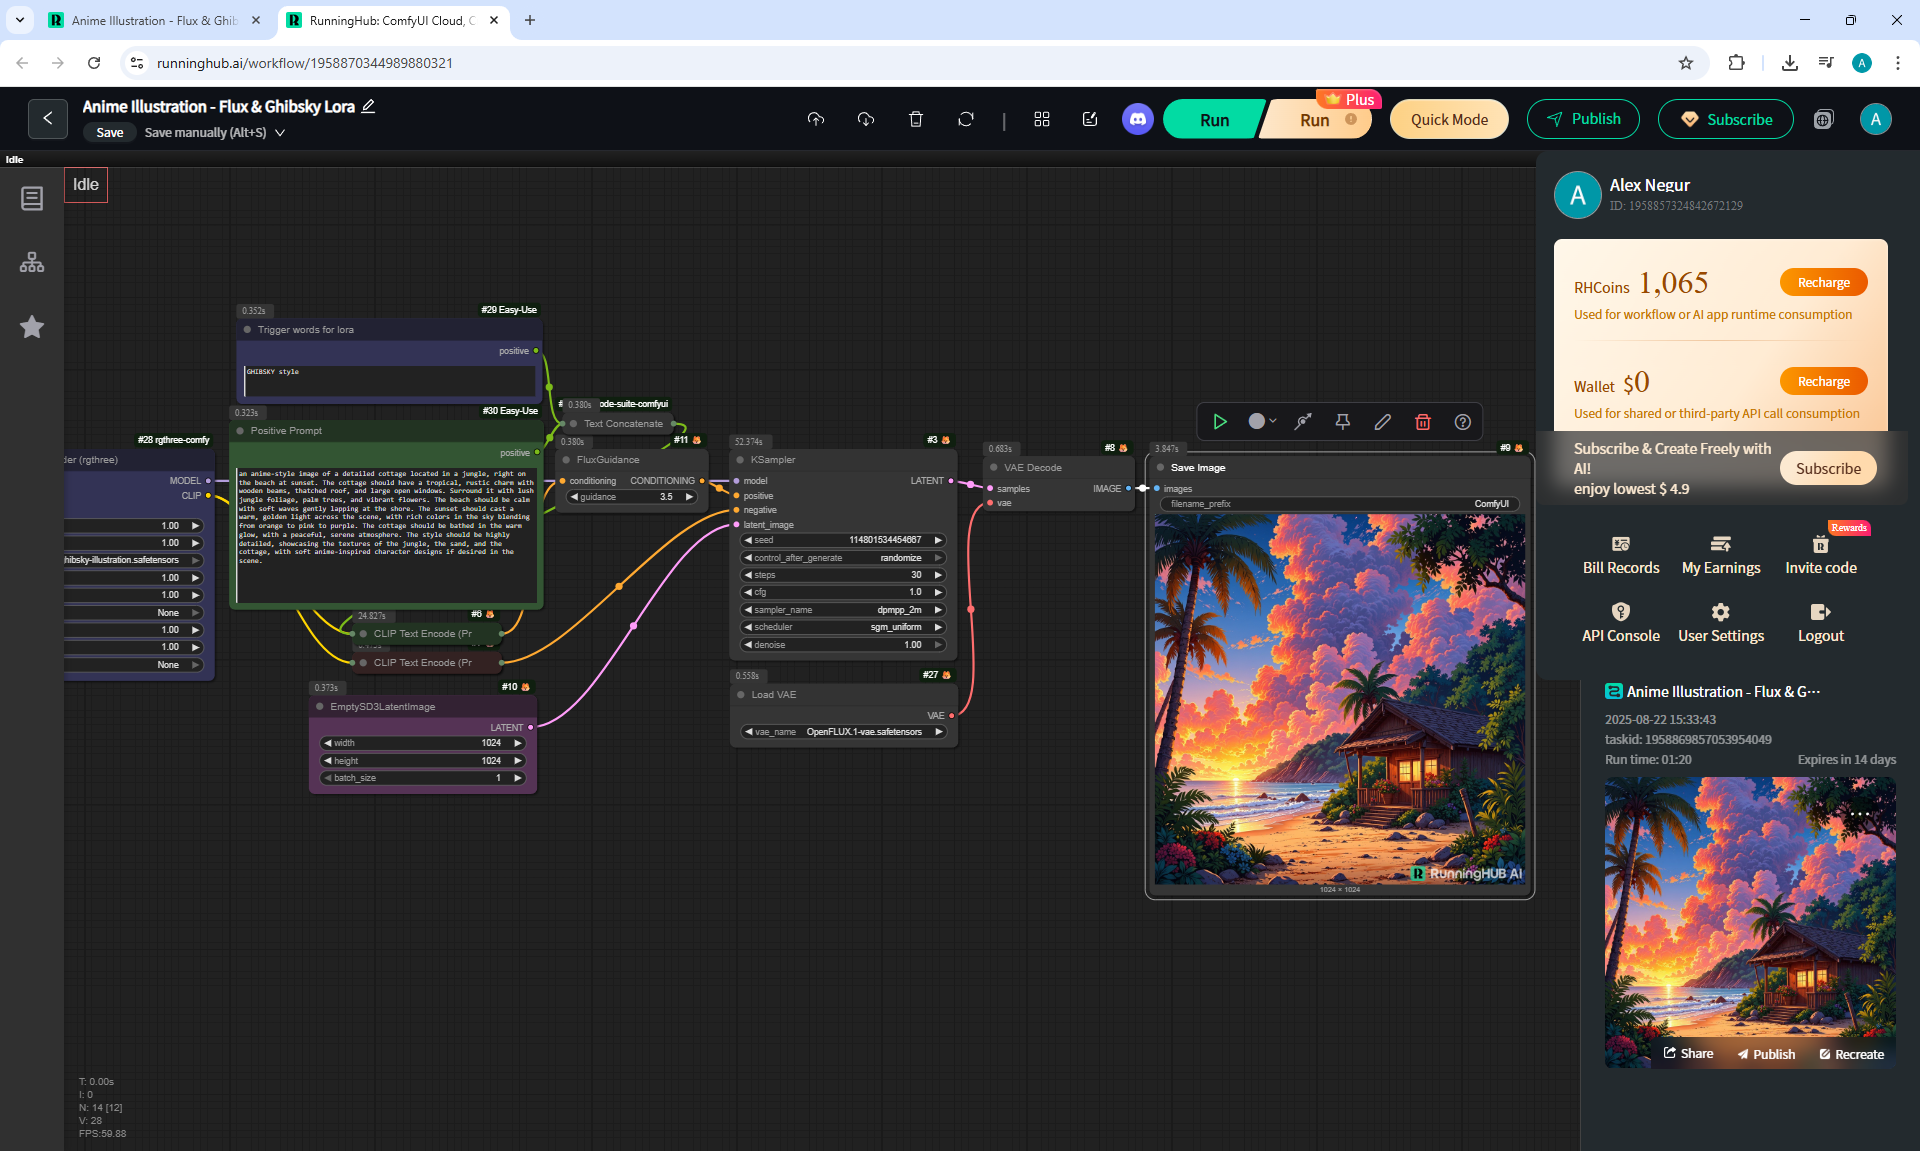 Anime Illustration - Flux & Ghib
RunningHub: ComfyUI Cloud, C
runninghub.ai/workflow/1958870344989880321
A
Anime Illustration - Flux & Ghibsky Lora
Save
Save manually (Alt+S)
Run
Run
Plus
Quick Mode
Publish
Subscribe
A
Idle
Idle
0.352s
#29 Easy-Use
Trigger words for lora
positive
GHIBSKY style
0.323s
#30 Easy-Use
Positive Prompt
positive
an anime-style image of a detailed cottage located in a jungle, right on
the beach at sunset. The cottage should have a tropical, rustic charm with
wooden beams, thatched roof, and large open windows. Surround it with lush
jungle foliage, palm trees, and vibrant flowers. The beach should be calm
with soft waves gently lapping at the shore. The sunset should cast a
warm, golden light across the scene, with rich colors in the sky blending
from orange to pink to purple. The cottage should be bathed in the warm
glow, with a peaceful, serene atmosphere. The style should be highly
detailed, showcasing the textures of the jungle, the sand, and the
cottage, with soft anime-inspired character designs if desired in the
scene.
#28 rgthree-comfy
der (rgthree)
MODEL
CLIP
1.00
1.00
hibsky-illustration.safetensors
1.00
1.00
None
1.00
1.00
None
24.827s
#6
CLIP Text Encode (Pr
CLIP Text Encode (Pr
0.373s
#10
EmptySD3LatentImage
LATENT
width 1024
height 1024
batch_size 1
#
0.380s
ode-suite-comfyui
Text Concatenate
0.380s
#11
FluxGuidance
conditioning CONDITIONING
guidance 3.5
52.374s
#3
KSampler
model LATENT
positive
negative
latent_image
seed 114801534454667
control_after_generate randomize
steps 30
cfg 1.0
sampler_name dpmpp_2m
scheduler sgm_uniform
denoise 1.00
0.558s
#27
Load VAE
VAE
vae_name OpenFLUX.1-vae.safetensors
0.683s
#8
VAE Decode
samples IMAGE
vae
3.847s
#9
Save Image
images
filename_prefix ComfyUI
RunningHUB AI
1024 × 1024
T: 0.00s
I: 0
N: 14 [12]
V: 28
FPS:59.88
A
Alex Negur
ID: 1958857324842672129
RHCoins 1,065
Recharge
Used for workflow or AI app runtime consumption
Wallet $0
Recharge
Used for shared or third-party API call consumption
Subscribe & Create Freely with
AI!
enjoy lowest $ 4.9
Subscribe
Rewards
Bill Records
My Earnings
Invite code
API Console
User Settings
Logout
Anime Illustration - Flux & G···
2025-08-22 15:33:43
taskid: 1958869857053954049
Run time: 01:20
Expires in 14 days
Share
Publish
Recreate